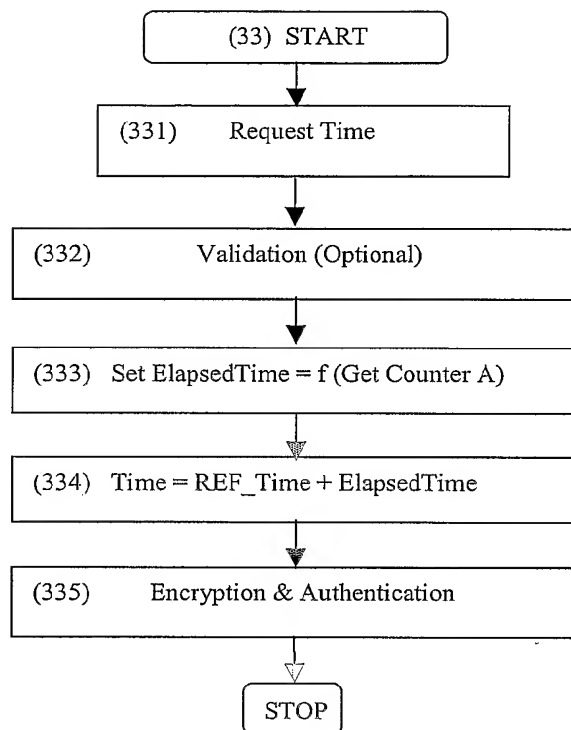 (33) START
(331) Request Time
(332) Validation (Optional)
(333) Set ElapsedTime = f (Get Counter A)
(334) Time = REF_Time + ElapsedTime
(335) Encryption & Authentication
STOP